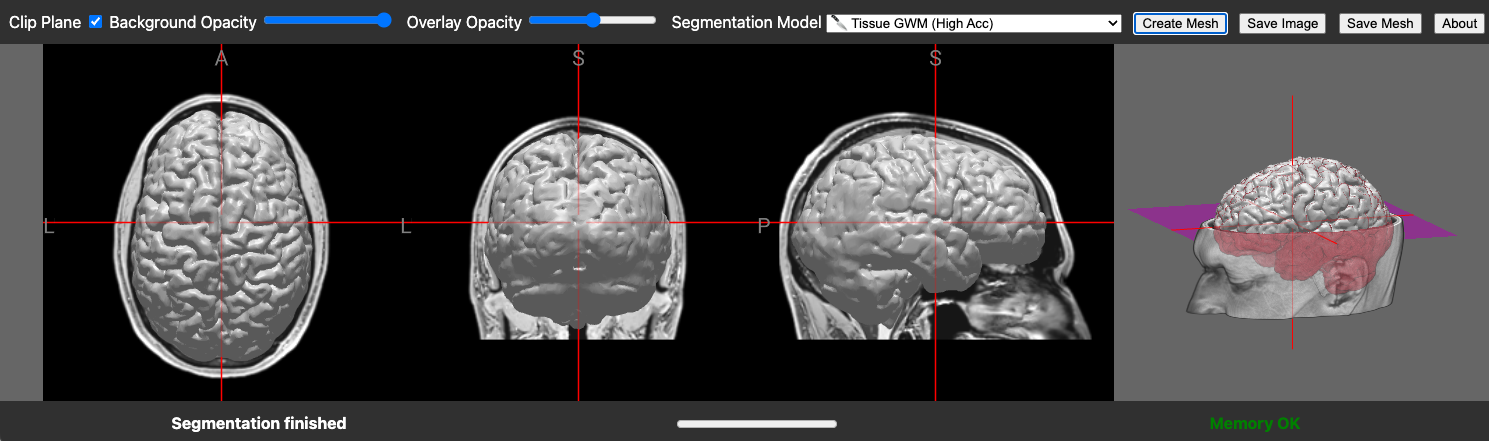 Clip Plane Background Opacity Overlay Opacity Segmentation Model Tissue GWM (High Acc) Create Mesh Save Image Save Mesh About
A S S
L L P
Segmentation finished Memory OK